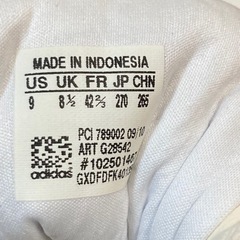 MADE IN INDONESIA
US UK FR JP CHN
9 8½ 42⅔ 270 265
PCI 789002 09/10
ART G28542
adidas